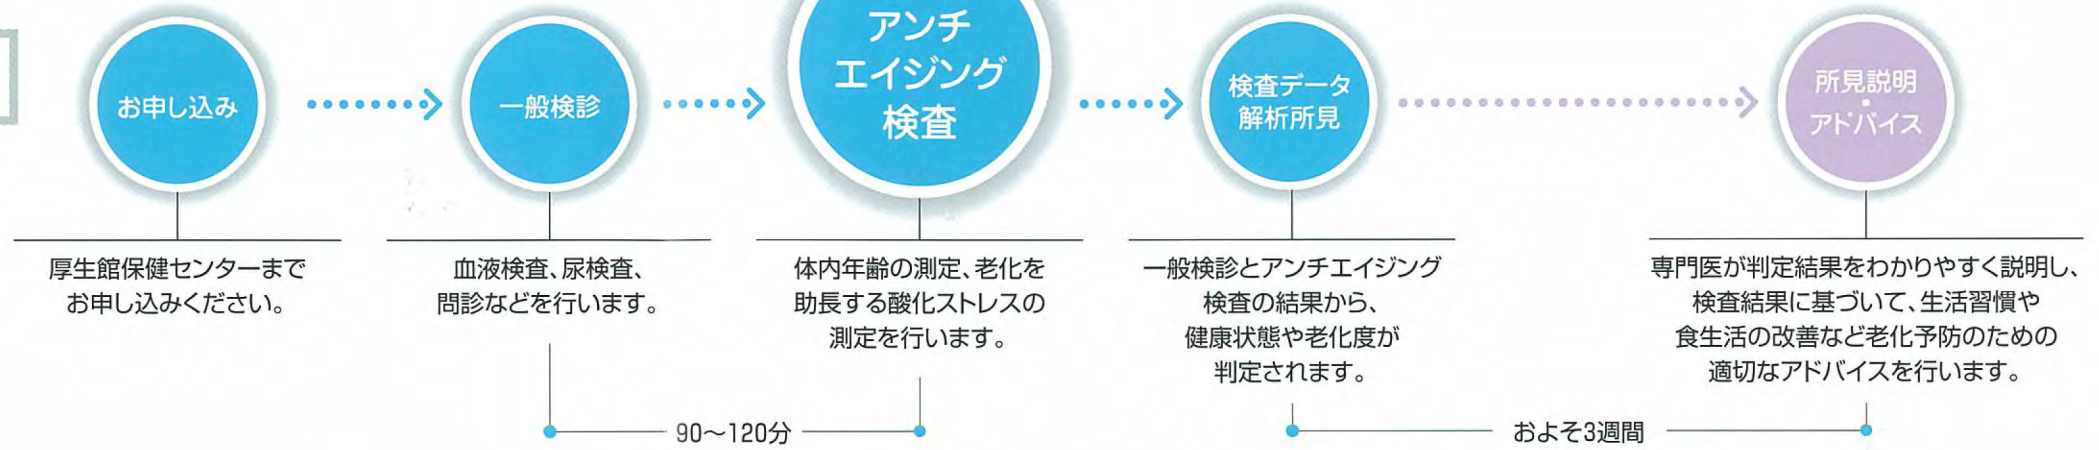 お申し込み
一般検診
アンチ
エイジング
検査
検査データ
解析所見
所見説明
・
アドバイス
厚生館保健センターまで
お申し込みください。
血液検査、尿検査、
問診などを行います。
体内年齢の測定、老化を
助長する酸化ストレスの
測定を行います。
一般検診とアンチエイジング
検査の結果から、
健康状態や老化度が
判定されます。
専門医が判定結果をわかりやすく説明し、
検査結果に基づいて、生活習慣や
食生活の改善など老化予防のための
適切なアドバイスを行います。
90〜120分
およそ3週間